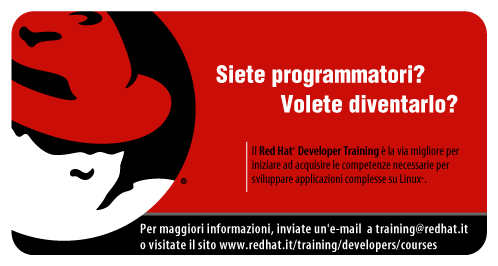 Siete programmatori?
Volete diventarlo?
Il Red Hat® Developer Training è la via migliore per
iniziare ad acquisire le competenze necessarie per
sviluppare applicazioni complesse su Linux®.
®
Per maggiori informazioni, inviate un'e-mail a training@redhat.it
o visitate il sito www.redhat.it/training/developers/courses